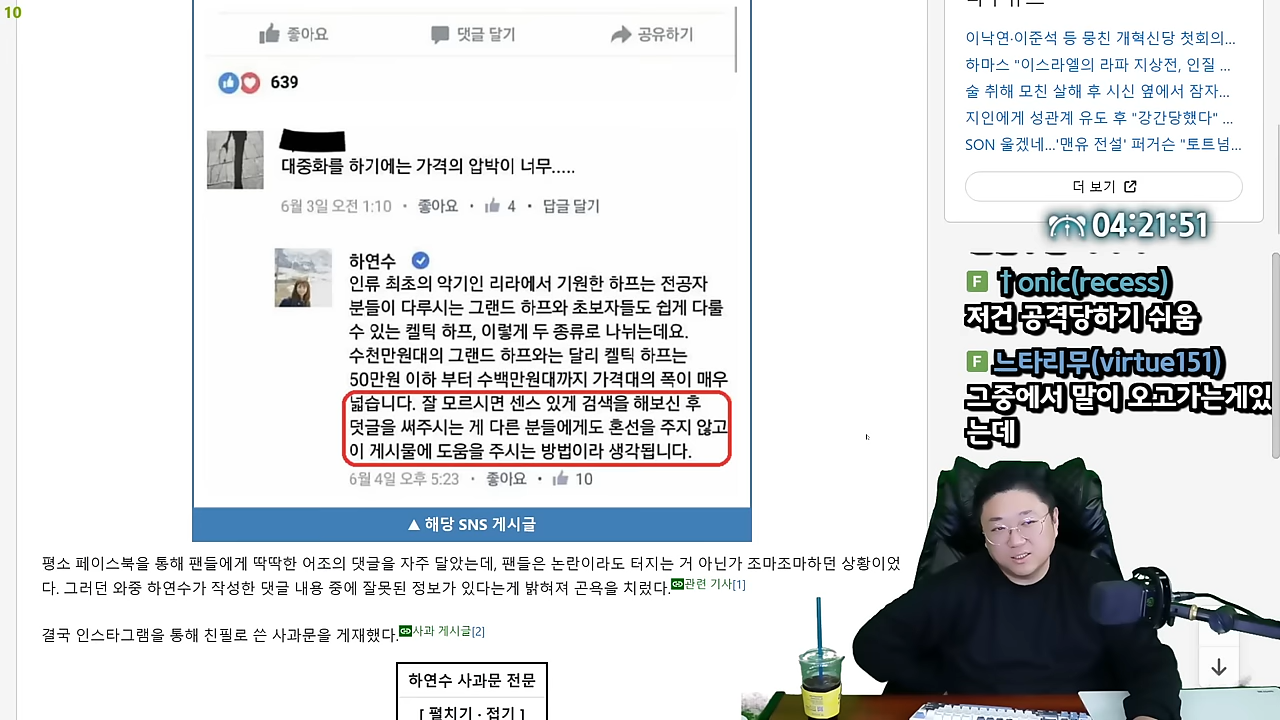 10
좋아요
댓글 달기
공유하기
639
대중화를 하기에는 가격의 압박이 너무.....
6월 3일 오전 1:10 · 좋아요 · 4 · 답글 달기
하연수
인류 최초의 악기인 리라에서 기원한 하프는 전공자
분들이 다루시는 그랜드 하프와 초보자들도 쉽게 다룰
수 있는 켈틱 하프, 이렇게 두 종류로 나뉘는데요.
수천만원대의 그랜드 하프와는 달리 켈틱 하프는
50만원 이하 부터 수백만원대까지 가격대의 폭이 매우
넓습니다. 잘 모르시면 센스 있게 검색을 해보신 후
덧글을 써주시는 게 다른 분들에게도 혼선을 주지 않고
이 게시물에 도움을 주시는 방법이라 생각됩니다.
6월 4일 오후 5:23 · 좋아요 · 10
▲ 해당 SNS 게시글
평소 페이스북을 통해 팬들에게 딱딱한 어조의 댓글을 자주 달았는데, 팬들은 논란이라도 터지는 거 아닌가 조마조마하던 상황이었
다. 그러던 와중 하연수가 작성한 댓글 내용 중에 잘못된 정보가 있다는게 밝혀져 곤욕을 치렀다.관련 기사[1]
결국 인스타그램을 통해 친필로 쓴 사과문을 게재했다.사과 게시글[2]
하연수 사과문 전문
[ 펼치기 · 접기 ]
이낙연·이준석 등 뭉친 개혁신당 첫회의...
하마스 "이스라엘의 라파 지상전, 인질 ...
술 취해 모친 살해 후 시신 옆에서 잠자...
지인에게 성관계 유도 후 "강간당했다" ...
SON 울겠네...'맨유 전설' 퍼거슨 "토트넘...
더 보기
04:21:51
F †onic(recess)
저건 공격당하기 쉬움
F 느타리무(virtue151)
그중에서 말이 오고가는게있
는데